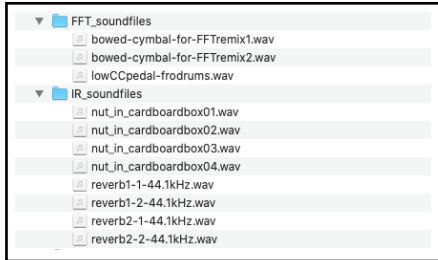 FFT_soundfiles
bowed-cymbal-for-FFTremix1.wav
bowed-cymbal-for-FFTremix2.wav
lowCCpedal-frodrums.wav
IR_soundfiles
nut_in_cardboardbox01.wav
nut_in_cardboardbox02.wav
nut_in_cardboardbox03.wav
nut_in_cardboardbox04.wav
reverb1-1-44.1kHz.wav
reverb1-2-44.1kHz.wav
reverb2-1-44.1kHz.wav
reverb2-2-44.1kHz.wav